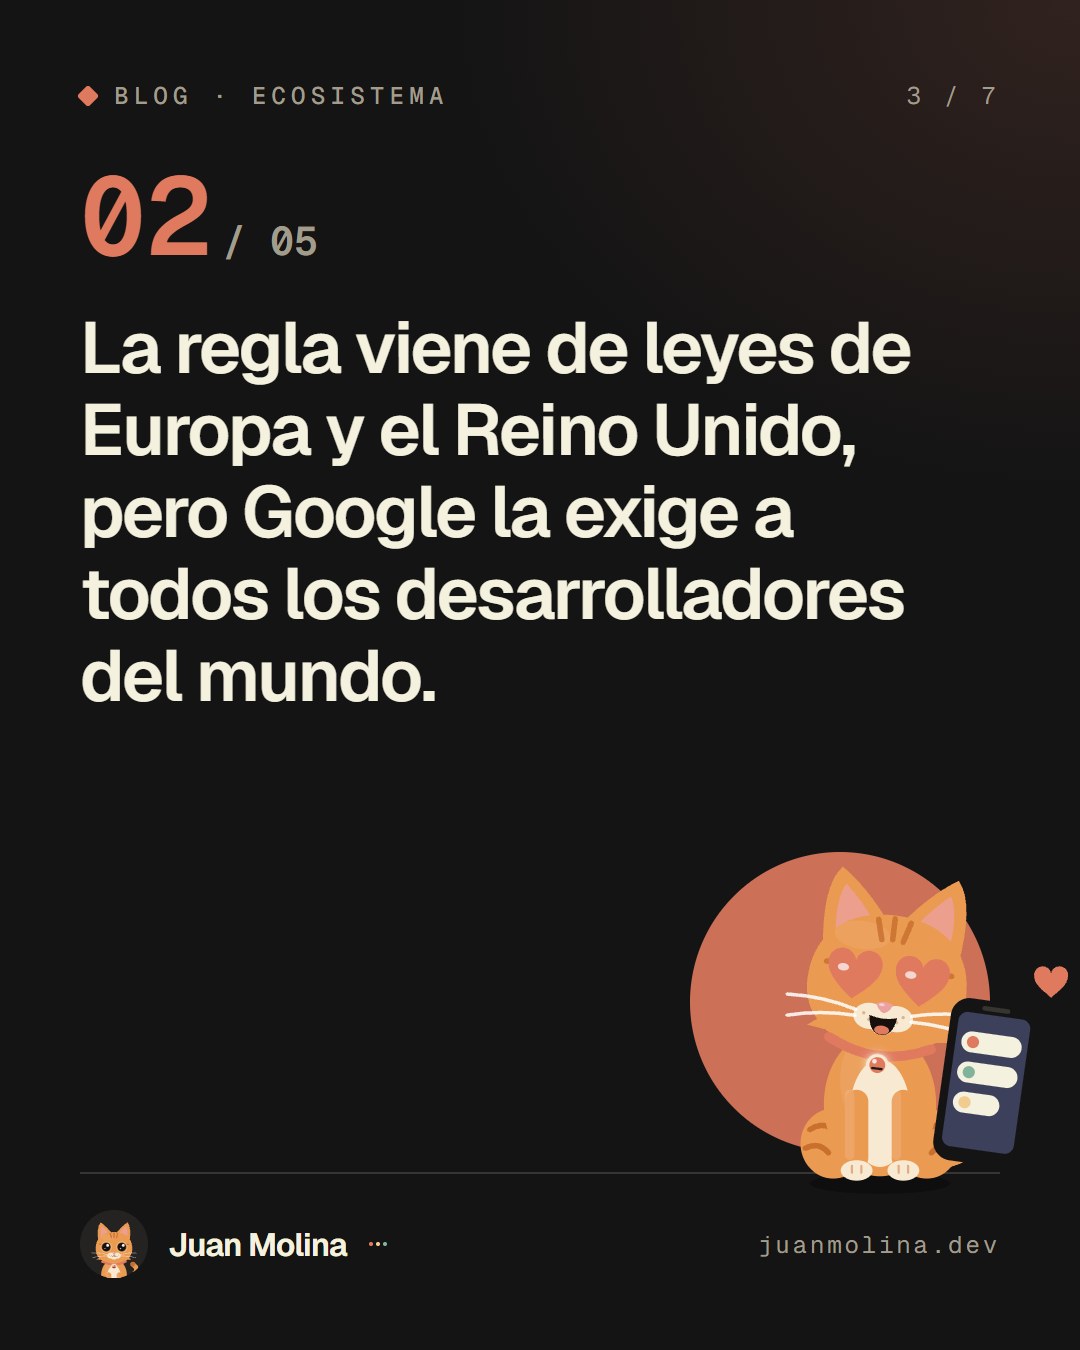 BLOG · ECOSISTEMA
3 / 7
02 / 05
La regla viene de leyes de
Europa y el Reino Unido,
pero Google la exige a
todos los desarrolladores
del mundo.
Juan Molina
juanmolina.dev